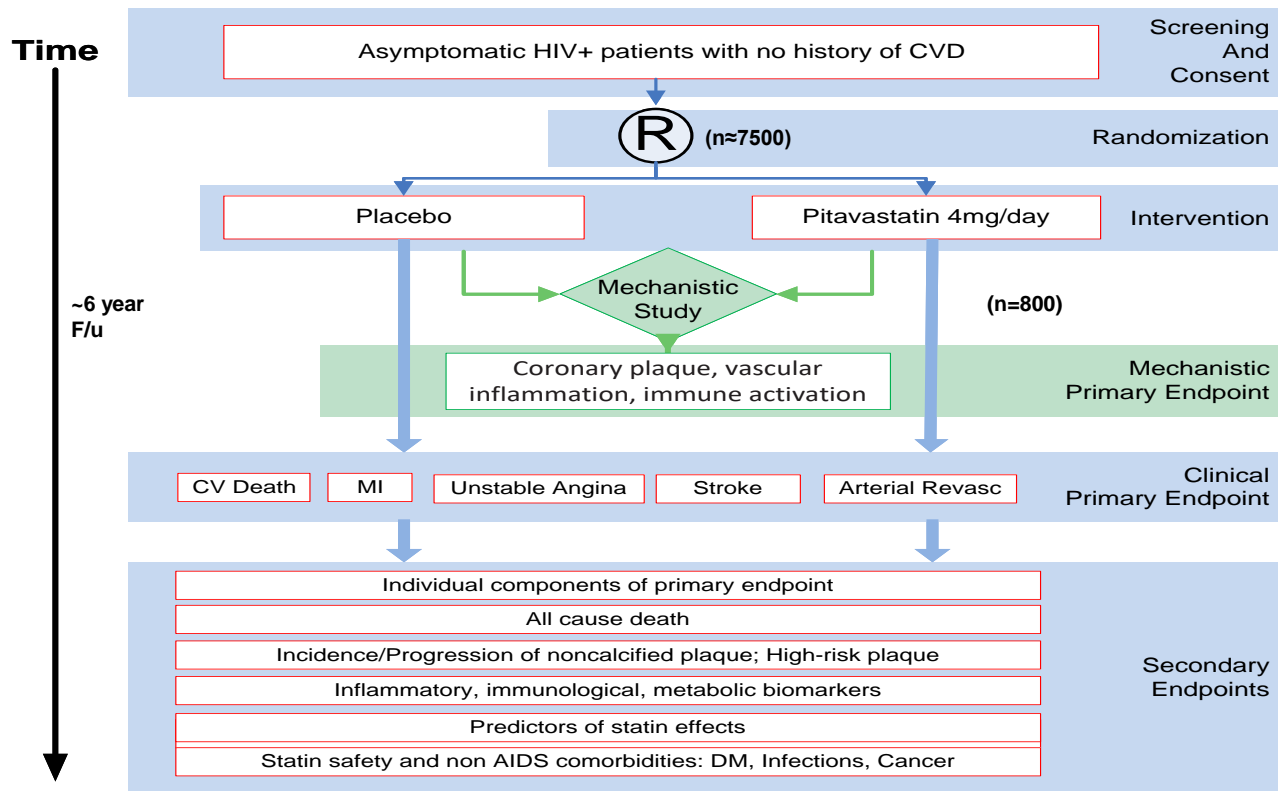 Time
Asymptomatic HIV+ patients with no history of CVD
Screening
And
Consent
R
(n≈7500)
Randomization
Placebo
Pitavastatin 4mg/day
Intervention
~6 year
F/u
Mechanistic
Study
(n=800)
Coronary plaque, vascular
inflammation, immune activation
Mechanistic
Primary Endpoint
CV Death
MI
Unstable Angina
Stroke
Arterial Revasc
Clinical
Primary Endpoint
Individual components of primary endpoint
All cause death
Incidence/Progression of noncalcified plaque; High-risk plaque
Inflammatory, immunological, metabolic biomarkers
Predictors of statin effects
Statin safety and non AIDS comorbidities: DM, Infections, Cancer
Secondary
Endpoints